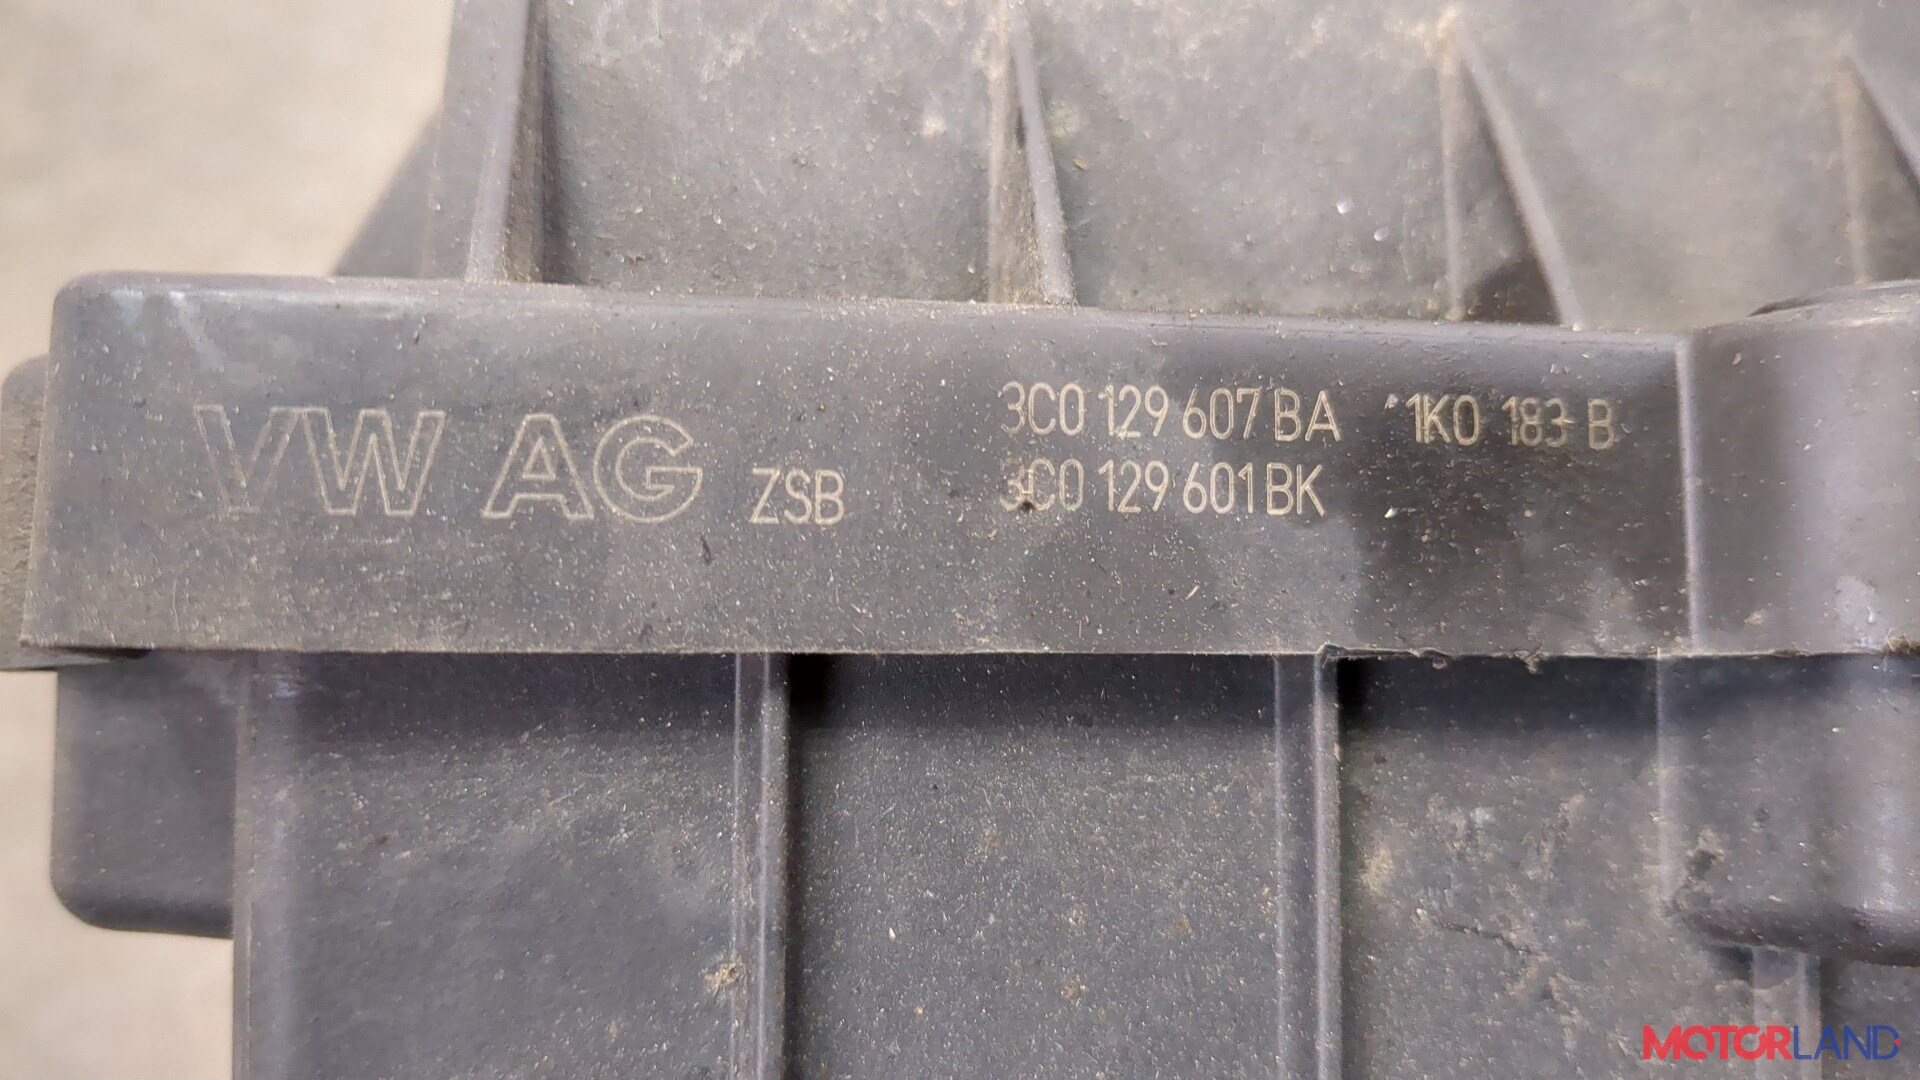 VW AG ZSB 3C0 129 607 BA 1K0 183 B
3C0 129 601 BK
MOTORLAND